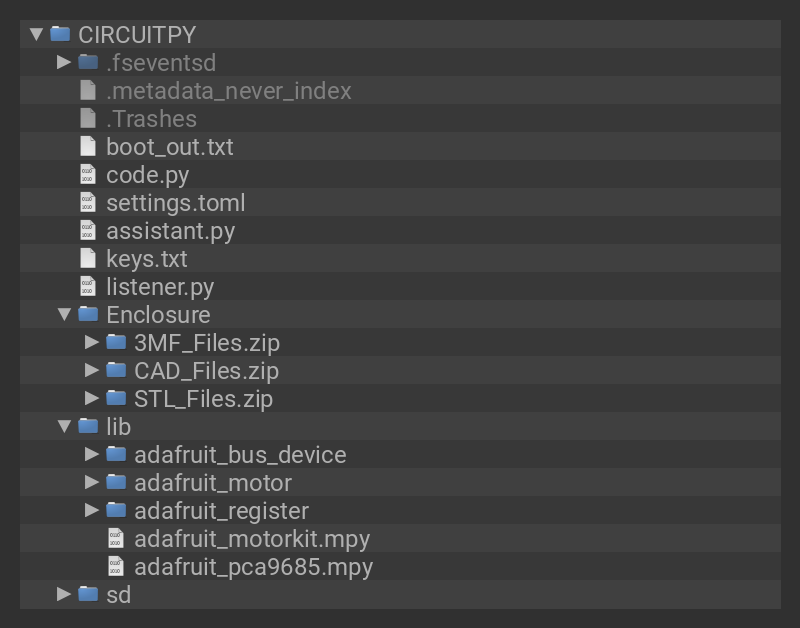 CIRCUITPY
.fseventsd
.metadata_never_index
.Trashes
boot_out.txt
code.py
settings.toml
assistant.py
keys.txt
listener.py
Enclosure
3MF_Files.zip
CAD_Files.zip
STL_Files.zip
lib
adafruit_bus_device
adafruit_motor
adafruit_register
adafruit_motorkit.mpy
adafruit_pca9685.mpy
sd